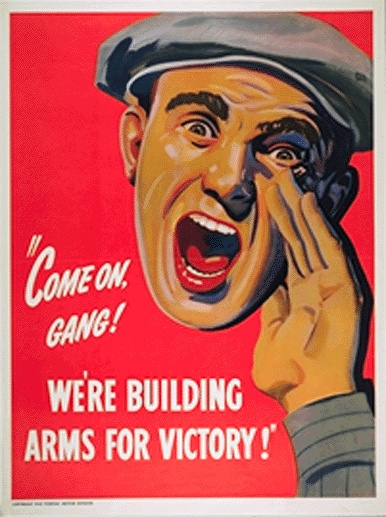 "COME ON,
GANG!
WE'RE BUILDING
ARMS FOR VICTORY!"